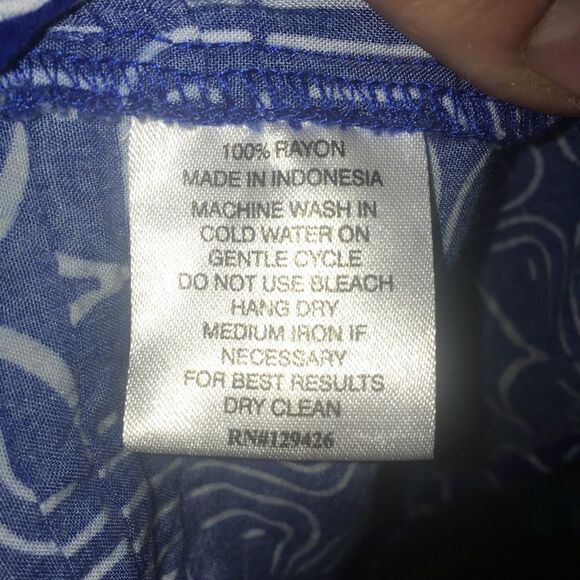 100% RAYON
MADE IN INDONESIA
MACHINE WASH IN
COLD WATER ON
GENTLE CYCLE
DO NOT USE BLEACH
HANG DRY
MEDIUM IRON IF
NECESSARY
FOR BEST RESULTS
DRY CLEAN
RN#129426